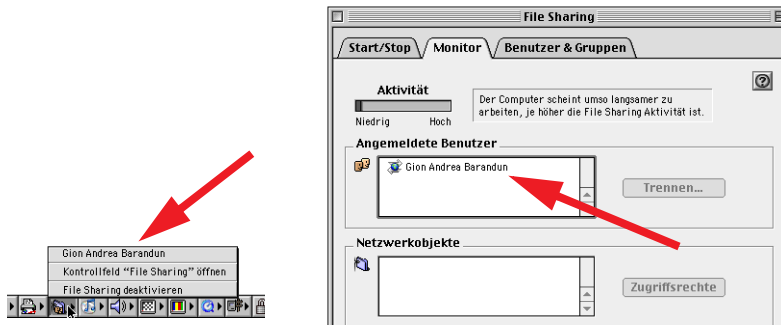 File Sharing
Start/Stop Monitor Benutzer & Gruppen
Aktivität
Niedrig Hoch
Der Computer scheint umso langsamer zu
arbeiten, je höher die File Sharing Aktivität ist.
?
Angemeldete Benutzer
Gion Andrea Barandun
Trennen...
Netzwerkobjekte
Zugriffsrechte
Gion Andrea Barandun
Kontrollfeld “File Sharing” öffnen
File Sharing deaktivieren